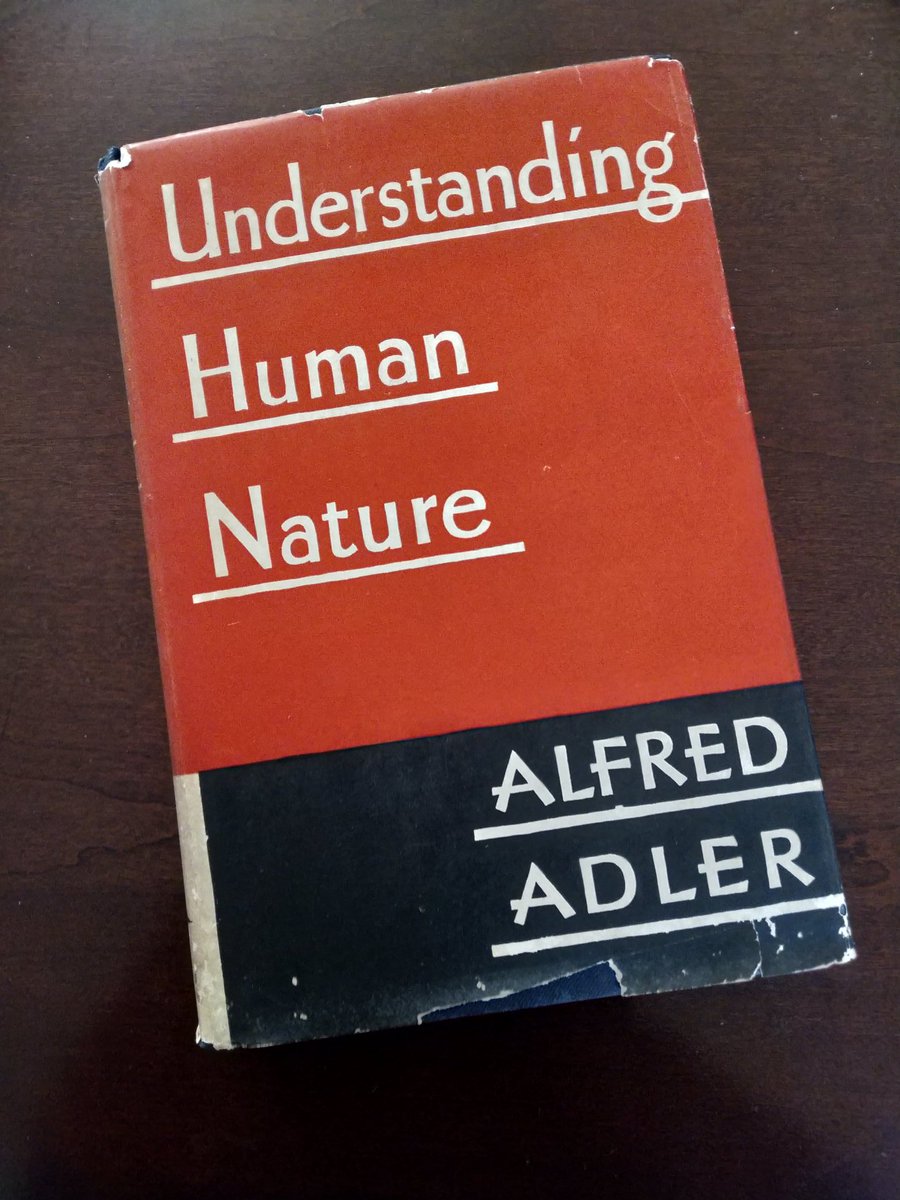 Understanding
Human
Nature
ALFRED
ADLER